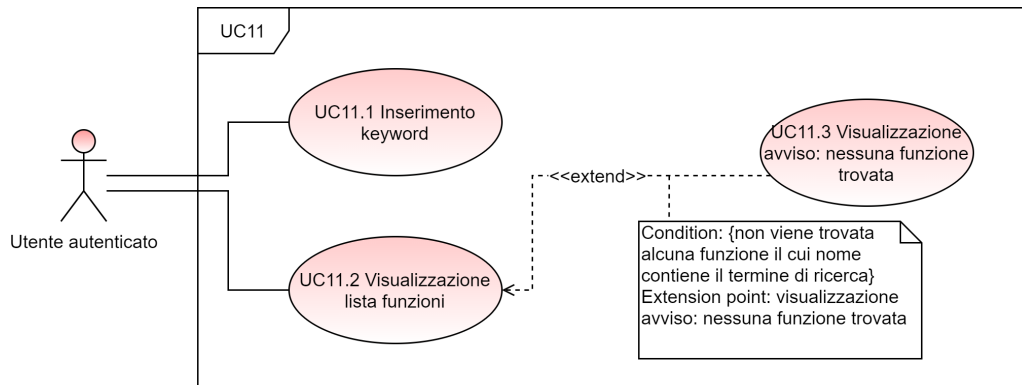 UC11
UC11.1 Inserimento
keyword
UC11.3 Visualizzazione
avviso: nessuna funzione
trovata
<<extend>>
Utente autenticato
Condition: {non viene trovata
alcuna funzione il cui nome
contiene il termine di ricerca}
Extension point: visualizzazione
avviso: nessuna funzione trovata
UC11.2 Visualizzazione
lista funzioni